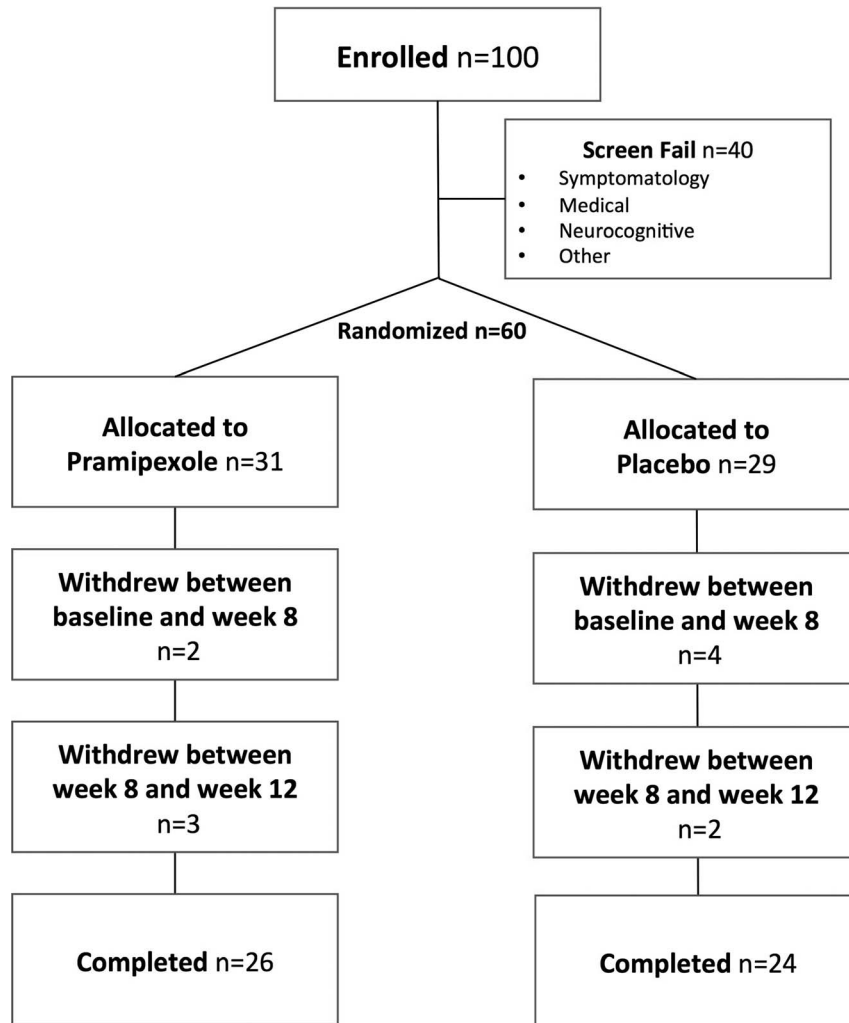 Enrolled n=100
Screen Fail n=40
• Symptomatology
• Medical
• Neurocognitive
• Other
Randomized n=60
Allocated to
Pramipexole n=31
Allocated to
Placebo n=29
Withdrew between
baseline and week 8
n=2
Withdrew between
baseline and week 8
n=4
Withdrew between
week 8 and week 12
n=3
Withdrew between
week 8 and week 12
n=2
Completed n=26
Completed n=24